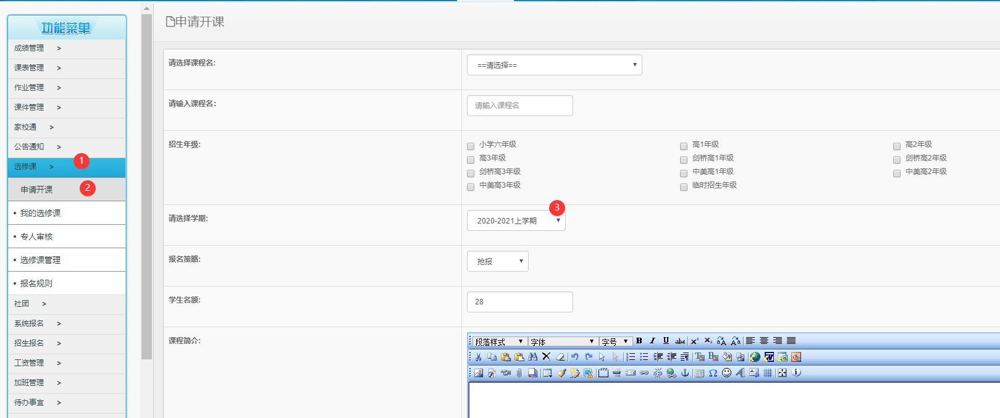 功能菜单
成绩管理 >
课表管理 >
作业管理 >
课件管理 >
家校通 >
公告通知 >
选修课 > 1
申请开课 2
• 我的选修课
• 专人审核
• 选修课管理
• 报名规则
社团 >
系统报名 >
招生报名 >
工资管理 >
加班管理 >
待办事宜 >
申请开课
请选择课程名:
==请选择==
请输入课程名:
请输入课程名
招生年级:
小学六年级 高1年级 高2年级
高3年级 剑桥高1年级 剑桥高2年级
剑桥高3年级 中美高1年级 中美高2年级
中美高3年级 临时招生年级
请选择学期:
2020-2021上学期 3
报名策略:
抢报
学生名额:
28
课程简介:
段落样式 字体 字号 B I U abc